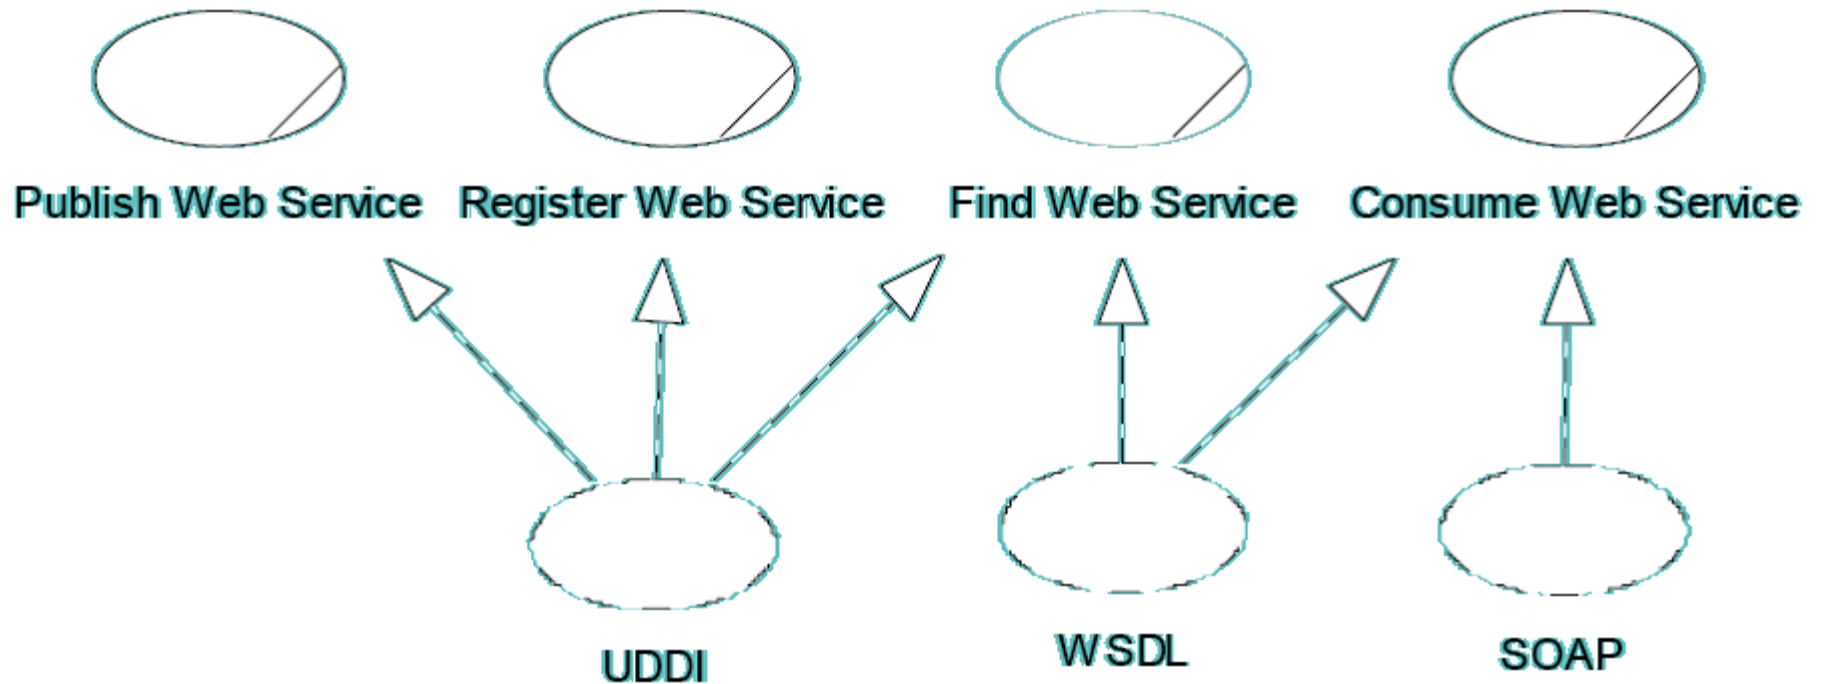 Publish Web Service
Register Web Service
Find Web Service
Consume Web Service
UDDI
WSDL
SOAP